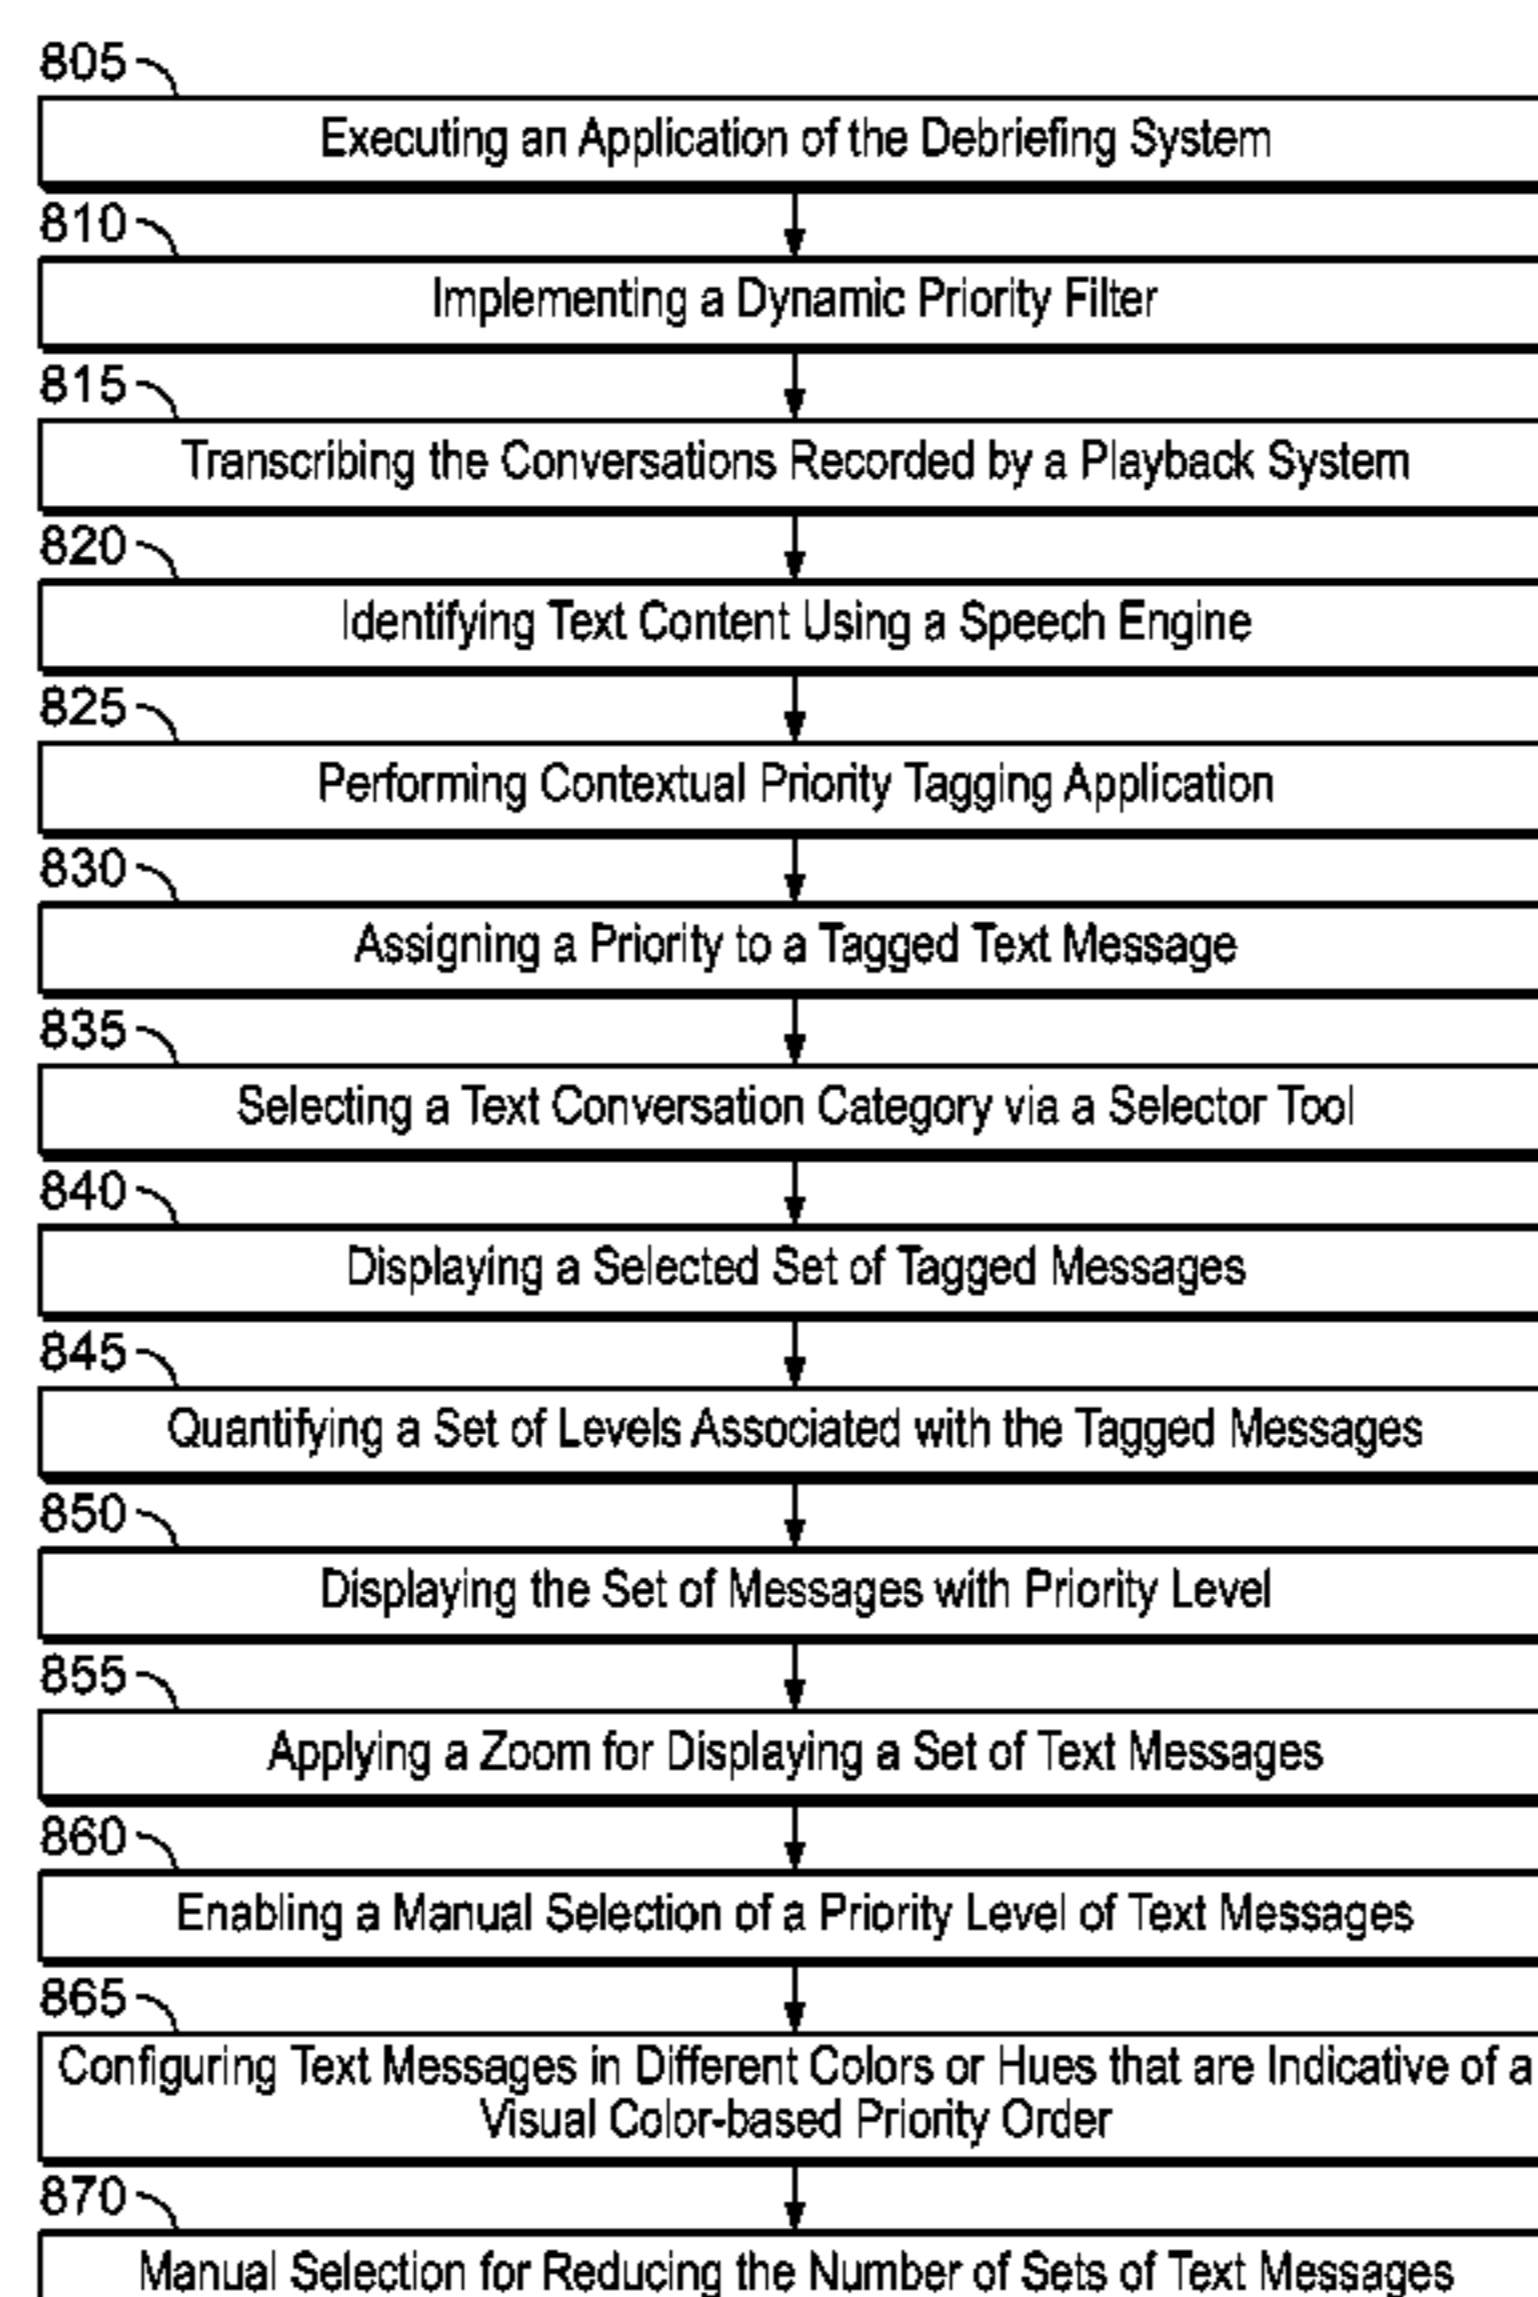 805
Executing an Application of the Debriefing System
810
Implementing a Dynamic Priority Filter
815
Transcribing the Conversations Recorded by a Playback System
820
Identifying Text Content Using a Speech Engine
825
Performing Contextual Priority Tagging Application
830
Assigning a Priority to a Tagged Text Message
835
Selecting a Text Conversation Category via a Selector Tool
840
Displaying a Selected Set of Tagged Messages
845
Quantifying a Set of Levels Associated with the Tagged Messages
850
Displaying the Set of Messages with Priority Level
855
Applying a Zoom for Displaying a Set of Text Messages
860
Enabling a Manual Selection of a Priority Level of Text Messages
865
Configuring Text Messages in Different Colors or Hues that are Indicative of a
Visual Color-based Priority Order
870
Manual Selection for Reducing the Number of Sets of Text Messages